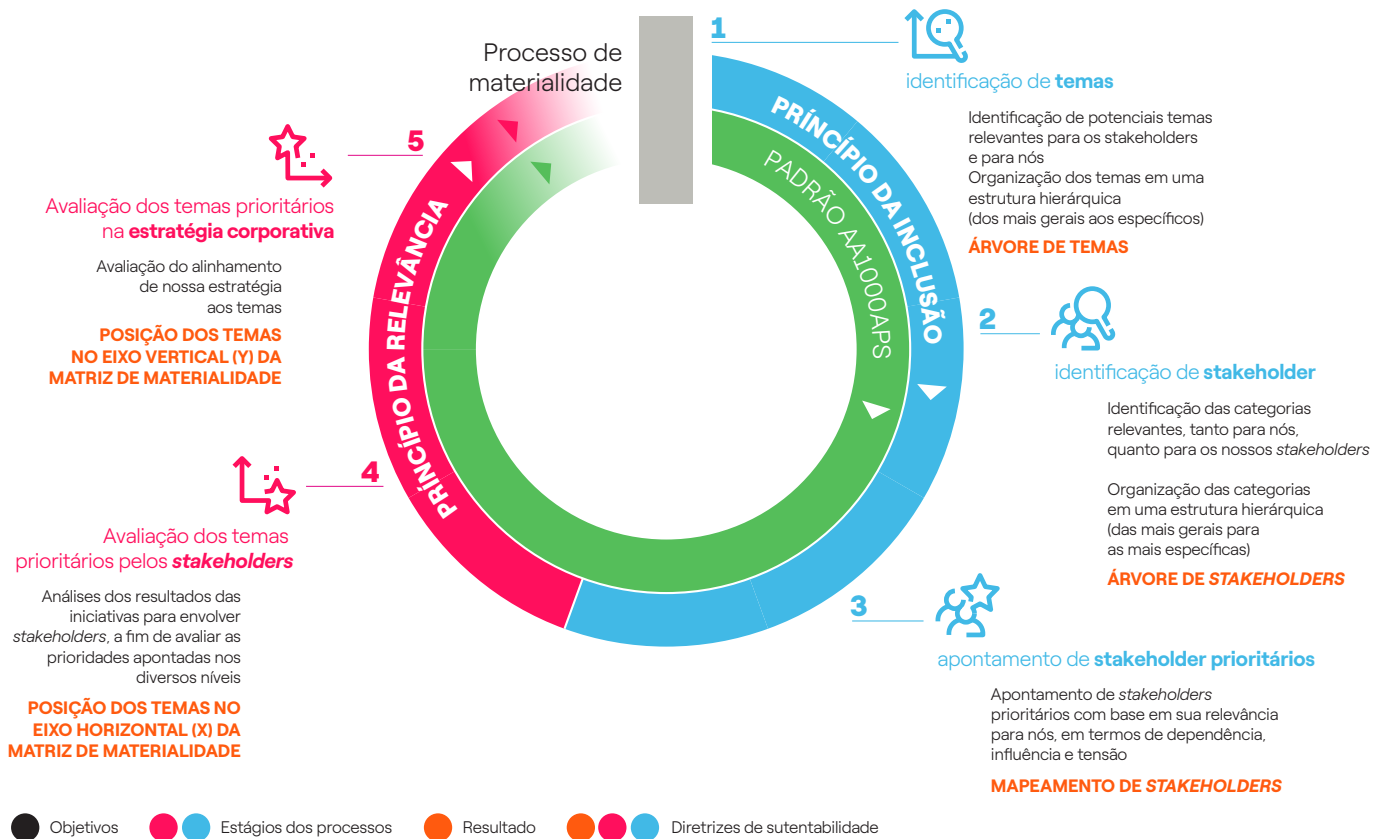 Processo de
materialidade
1
identificação de temas
Identificação de potenciais temas
relevantes para os stakeholders
e para nós
Organização dos temas em uma
estrutura hierárquica
(dos mais gerais aos específicos)
ÁRVORE DE TEMAS
2
identificação de stakeholder
Identificação das categorias
relevantes, tanto para nós,
quanto para os nossos stakeholders
Organização das categorias
em uma estrutura hierárquica
(das mais gerais para
as mais específicas)
ÁRVORE DE STAKEHOLDERS
3
apontamento de stakeholder prioritários
Apontamento de stakeholders
prioritários com base em sua relevância
para nós, em termos de dependência,
influência e tensão
MAPEAMENTO DE STAKEHOLDERS
4
Avaliação dos temas
prioritários pelos stakeholders
Análises dos resultados das
iniciativas para envolver
stakeholders, a fim de avaliar as
prioridades apontadas nos
diversos níveis
POSIÇÃO DOS TEMAS NO
EIXO HORIZONTAL (X) DA
MATRIZ DE MATERIALIDADE
5
Avaliação dos temas prioritários
na estratégia corporativa
Avaliação do alinhamento
de nossa estratégia
aos temas
POSIÇÃO DOS TEMAS
NO EIXO VERTICAL (Y) DA
MATRIZ DE MATERIALIDADE
PRÍNCÍPIO DA INCLUSÃO
PADRÃO AA1000APS
PRÍNCÍPIO DA RELEVÂNCIA
Objetivos
Estágios dos processos
Resultado
Diretrizes de sutentabilidade